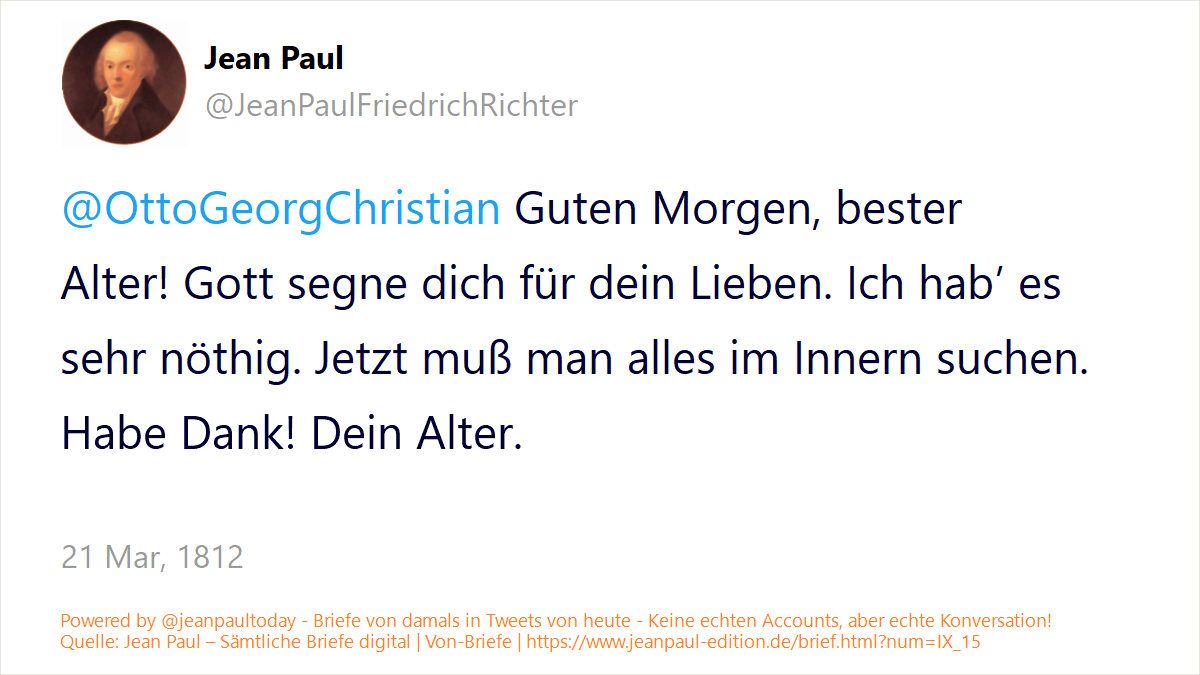 Jean Paul
@JeanPaulFriedrichRichter
@OttoGeorgChristian Guten Morgen, bester
Alter! Gott segne dich für dein Lieben. Ich hab’ es
sehr nöthig. Jetzt muß man alles im Innern suchen.
Habe Dank! Dein Alter.
21 Mar, 1812
Powered by @jeanpaultoday - Briefe von damals in Tweets von heute - Keine echten Accounts, aber echte Konversation!
Quelle: Jean Paul – Sämtliche Briefe digital | Von-Briefe | https://www.jeanpaul-edition.de/brief.html?num=IX_15